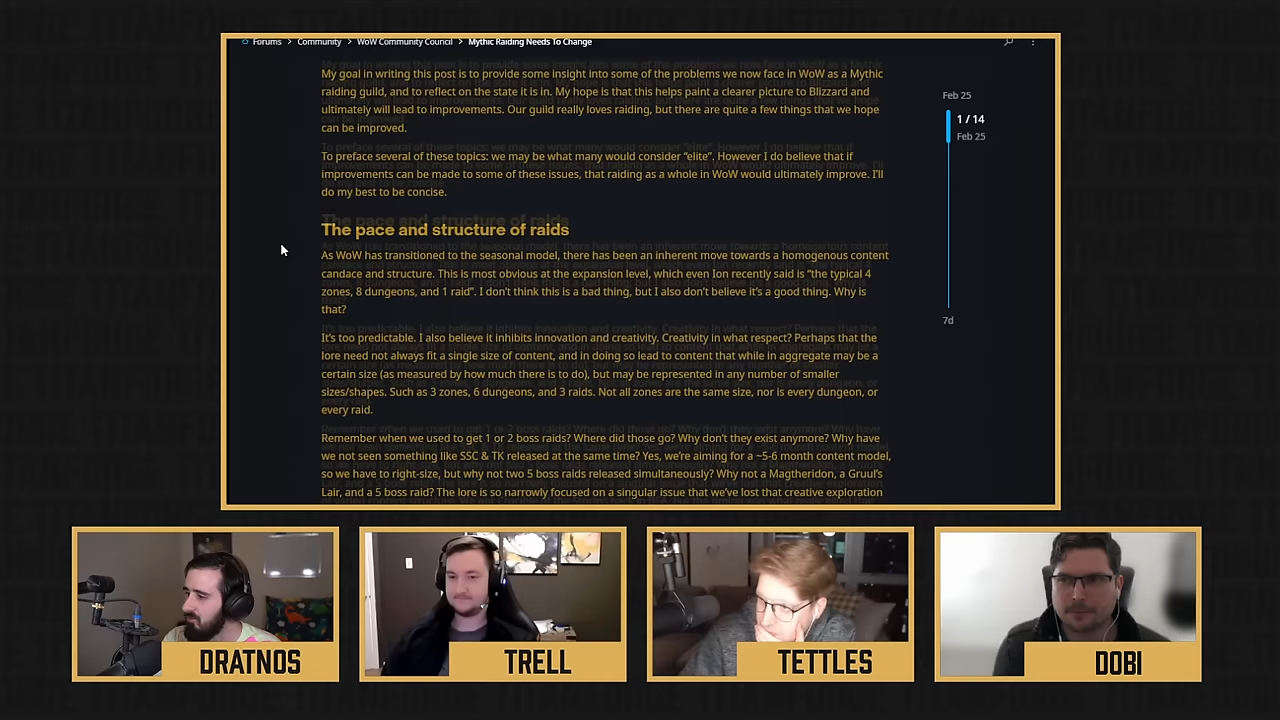 Forums > Community > WoW Community Council > Mythic Raiding Needs To Change
My goal in writing this post is to provide some insight into some of the problems we now face in WoW as a Mythic
raiding guild, and to reflect on the state it is in. My hope is that this helps paint a clearer picture to Blizzard and
ultimately will lead to improvements. Our guild really loves raiding, but there are quite a few things that we hope
can be improved.
To preface several of these topics: we may be what many would consider “elite”. However I do believe that if
improvements can be made to some of these issues, that raiding as a whole in WoW would ultimately improve. I’ll
do my best to be concise.
The pace and structure of raids
As WoW has transitioned to the seasonal model, there has been an inherent move towards a homogenous content
candace and structure. This is most obvious at the expansion level, which even Ion recently said is “the typical 4
zones, 8 dungeons, and 1 raid”. I don’t think this is a bad thing, but I also don’t believe it’s a good thing. Why is
that?
It’s too predictable. I also believe it inhibits innovation and creativity. Creativity in what respect? Perhaps that the
lore need not always fit a single size of content, and in doing so lead to content that while in aggregate may be a
certain size (as measured by how much there is to do), but may be represented in any number of smaller
sizes/shapes. Such as 3 zones, 6 dungeons, and 3 raids. Not all zones are the same size, nor is every dungeon, or
every raid.
Remember when we used to get 1 or 2 boss raids? Where did those go? Why don’t they exist anymore? Why have
we not seen something like SSC & TK released at the same time? Yes, we’re aiming for a ~5-6 month content model,
so we have to right-size, but why not two 5 boss raids released simultaneously? Why not a Magtheridon, a Gruul’s
Lair, and a 5 boss raid? The lore is so narrowly focused on a singular issue that we’ve lost that creative exploration
Feb 25
1 / 14
Feb 25
7d
DRATNOS
TRELL
TETTLES
DOBI